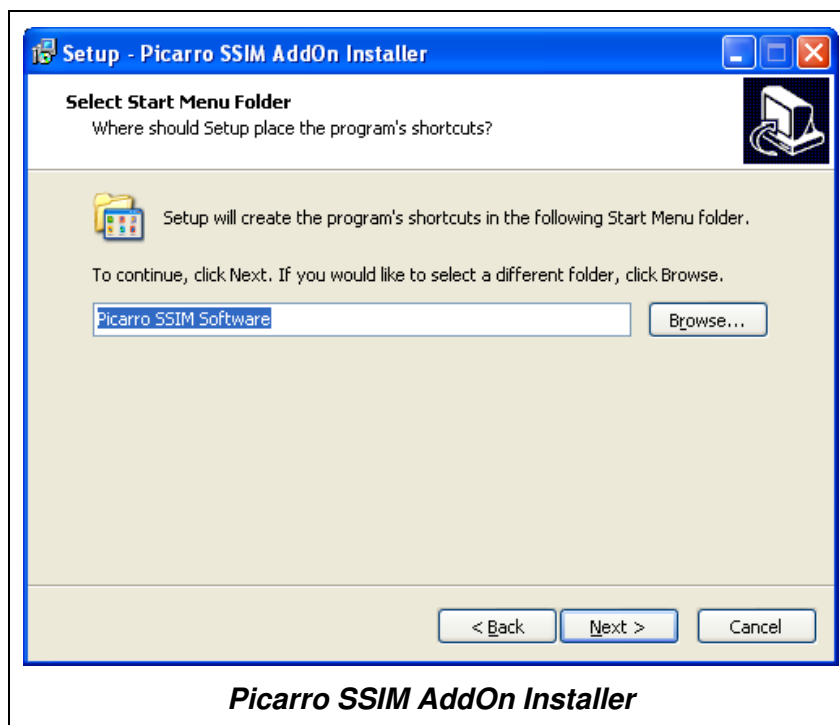 Setup - Picarro SSIM AddOn Installer
Select Start Menu Folder
Where should Setup place the program's shortcuts?
Setup will create the program's shortcuts in the following Start Menu folder.
To continue, click Next. If you would like to select a different folder, click Browse.
Picarro SSIM Software
Browse...
< Back
Next >
Cancel
Picarro SSIM AddOn Installer